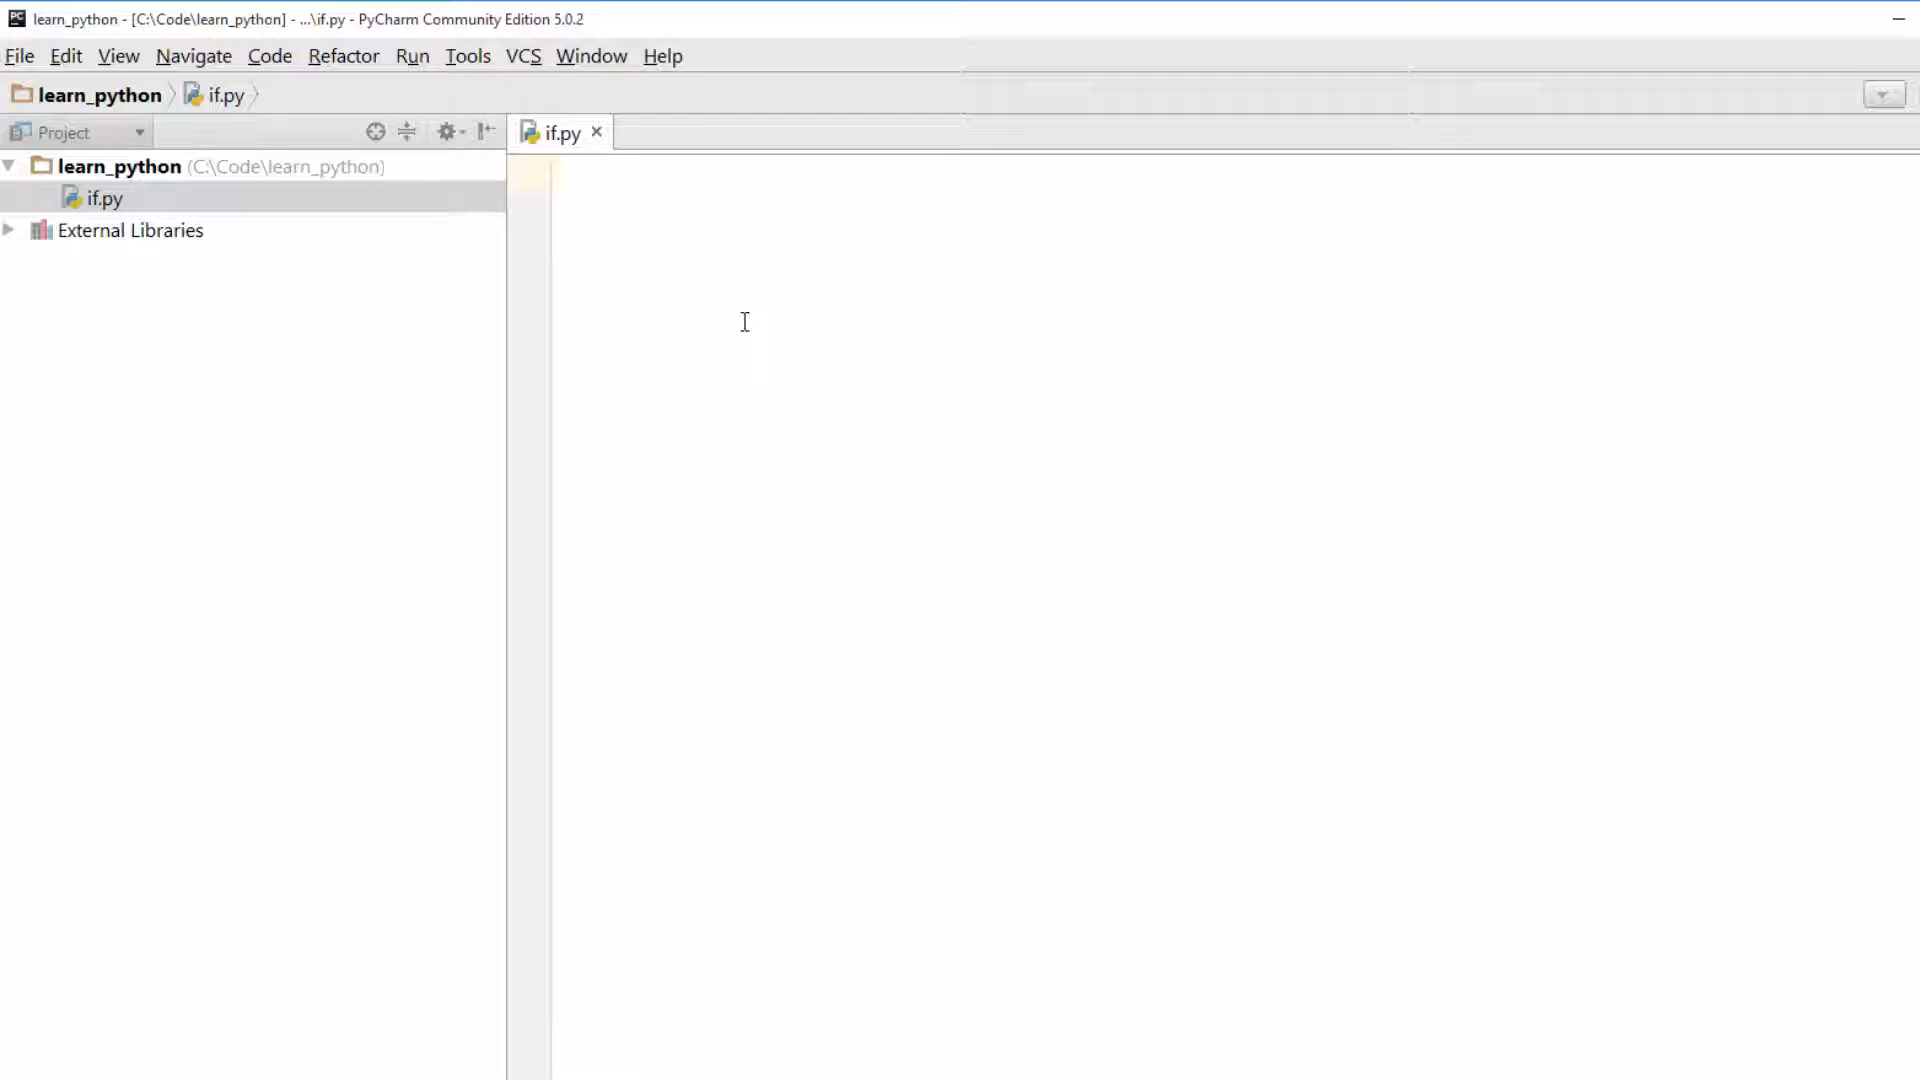 learn_python - [C:\Code\learn_python] - ...\if.py - PyCharm Community Edition 5.0.2
File Edit View Navigate Code Refactor Run Tools VCS Window Help
learn_python if.py
Project if.py
learn_python (C:\Code\learn_python)
if.py
External Libraries